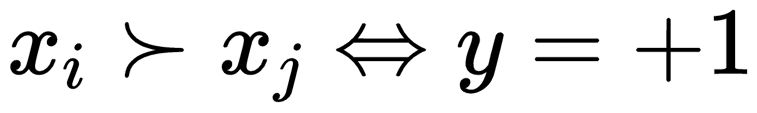 x_i ≻ x_j ⇔ y = +1